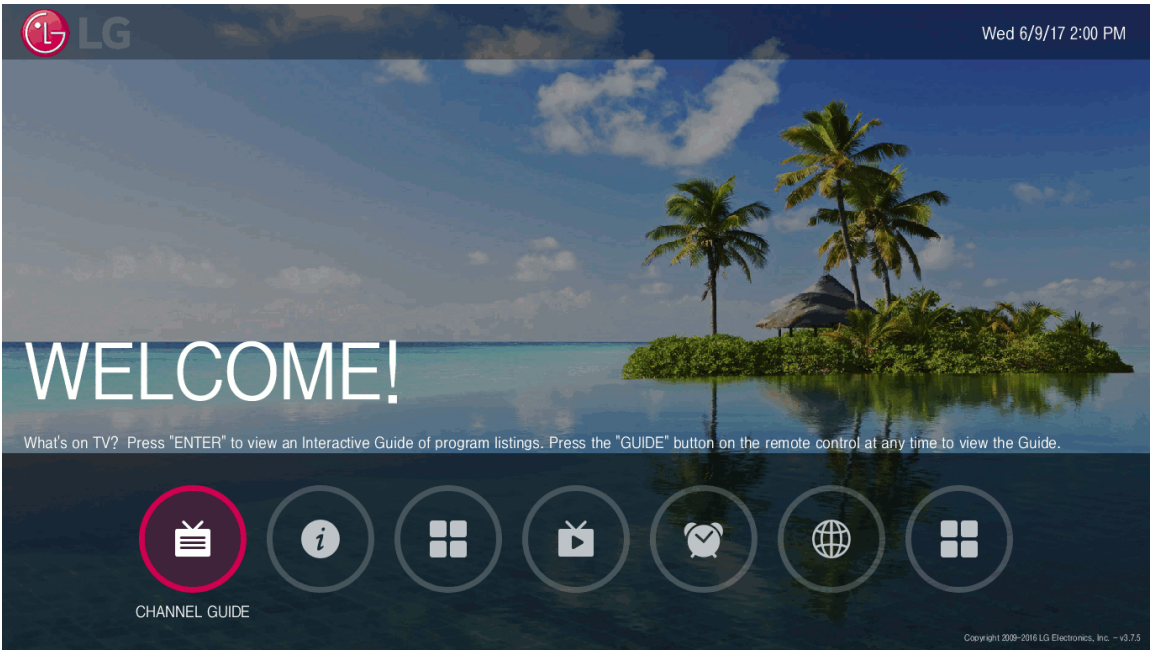 LG
Wed 6/9/17 2:00 PM
WELCOME!
What's on TV? Press "ENTER" to view an Interactive Guide of program listings. Press the "GUIDE" button on the remote control at any time to view the Guide.
CHANNEL GUIDE
Copyright 2009-2016 LG Electronics, Inc. - v3.7.5